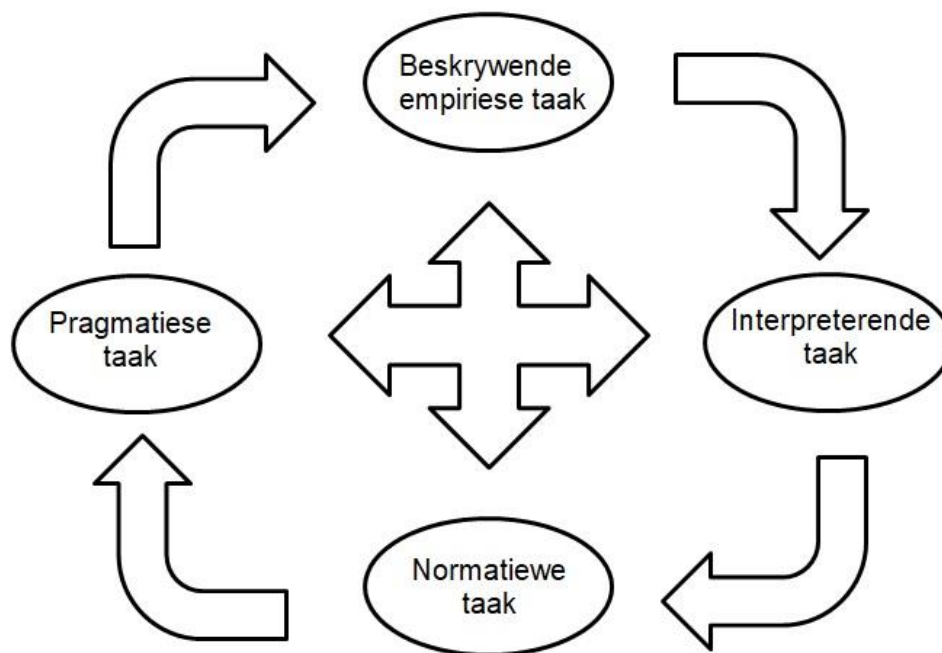 Beskrywende
empiriese taak
Pragmatiese
taak
Interpreterende
taak
Normatiewe
taak